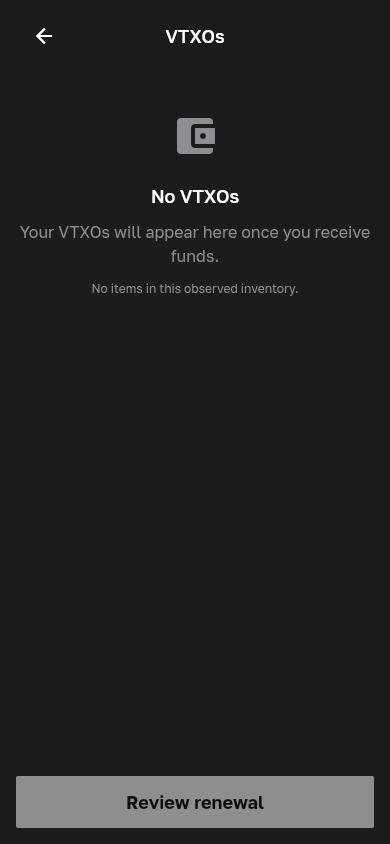 VTXOs
No VTXOs
Your VTXOs will appear here once you receive
funds.
No items in this observed inventory.
Review renewal